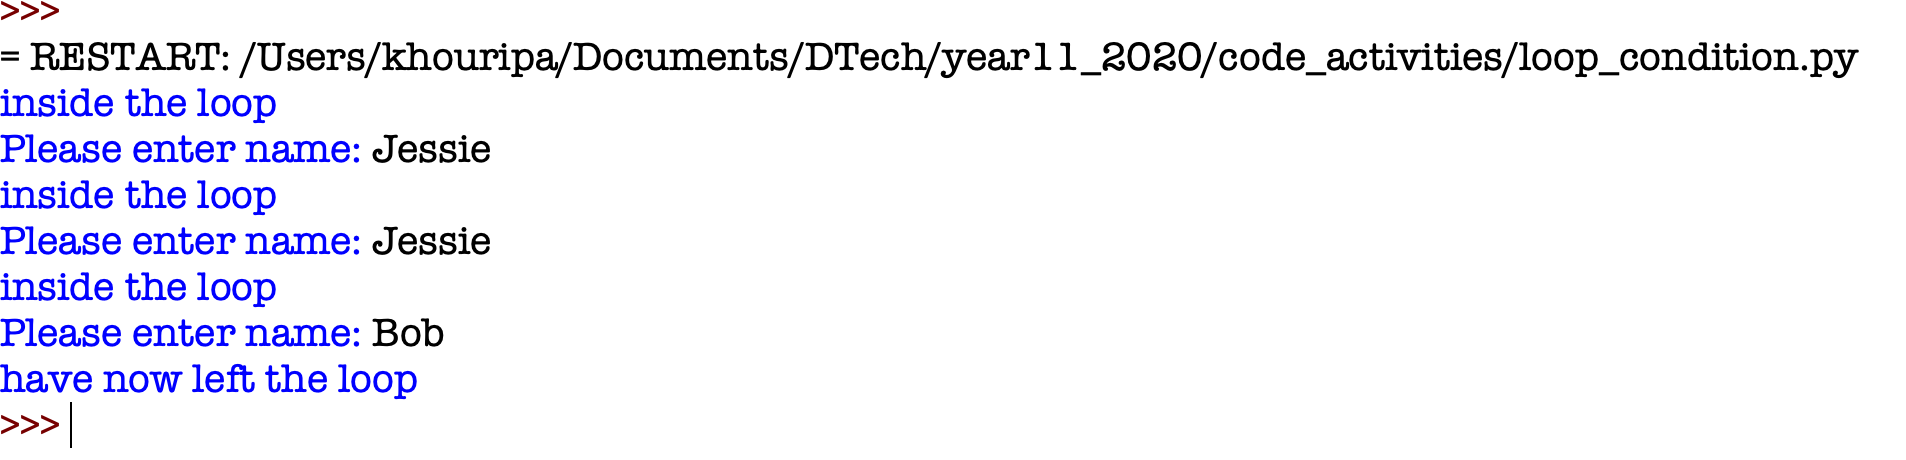 >>>
= RESTART: /Users/khouripa/Documents/DTech/year11_2020/code_activities/loop_condition.py
inside the loop
Please enter name: Jessie
inside the loop
Please enter name: Jessie
inside the loop
Please enter name: Bob
have now left the loop
>>>